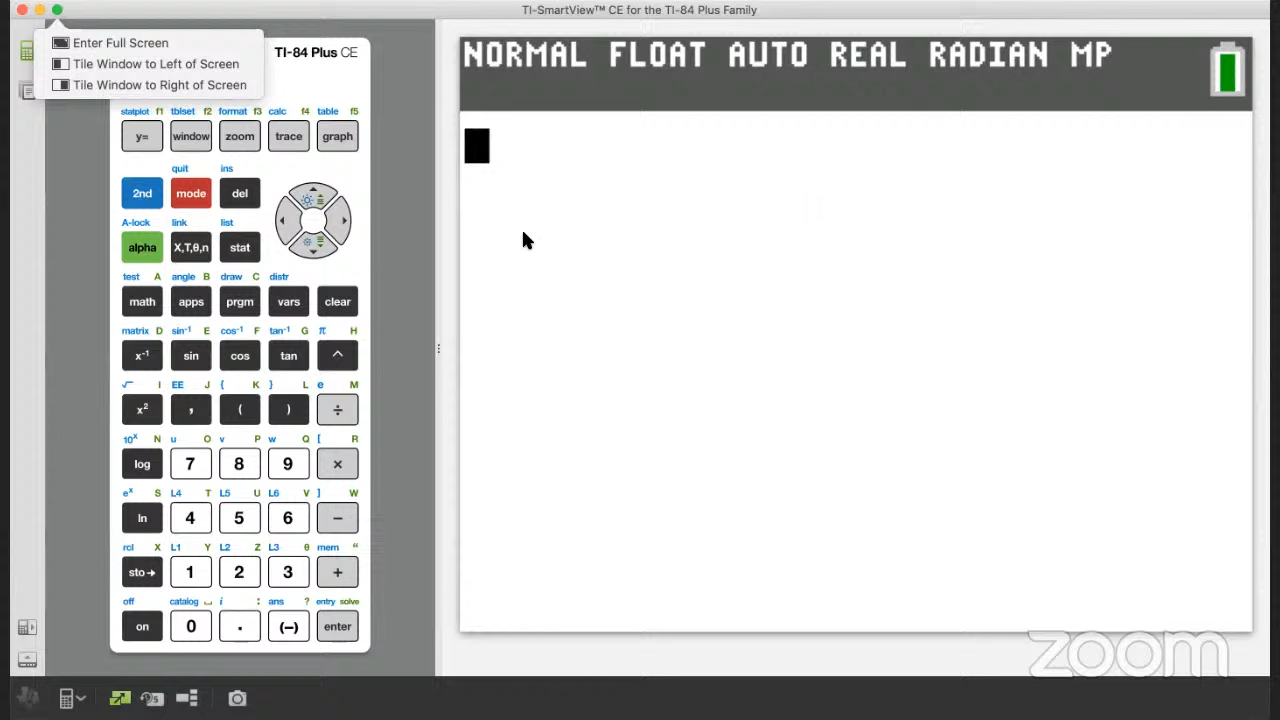 TI-SmartView™ CE for the TI-84 Plus Family
Enter Full Screen
Tile Window to Left of Screen
Tile Window to Right of Screen
TI-84 Plus CE
NORMAL FLOAT AUTO REAL RADIAN MP
statplot f1 tblset f2 format f3 calc f4 table f5
y= window zoom trace graph
quit ins
2nd mode del
A-lock link list
alpha X,T,θ,n stat
test A angle B draw C distr
math apps prgm vars clear
matrix D sin⁻¹ E cos⁻¹ F tan⁻¹ G π H
x⁻¹ sin cos tan ^
√ I EE J { K } L e M
x² , ( ) ÷
10ˣ N u O v P w Q [ R
log 7 8 9 ×
eˣ S L4 T L5 U L6 V ] W
ln 4 5 6 −
rcl X L1 Y L2 Z L3 θ mem "
sto→ 1 2 3 +
off catalog ⎵ i : ans ? entry solve
on 0 . (−) enter
zoom